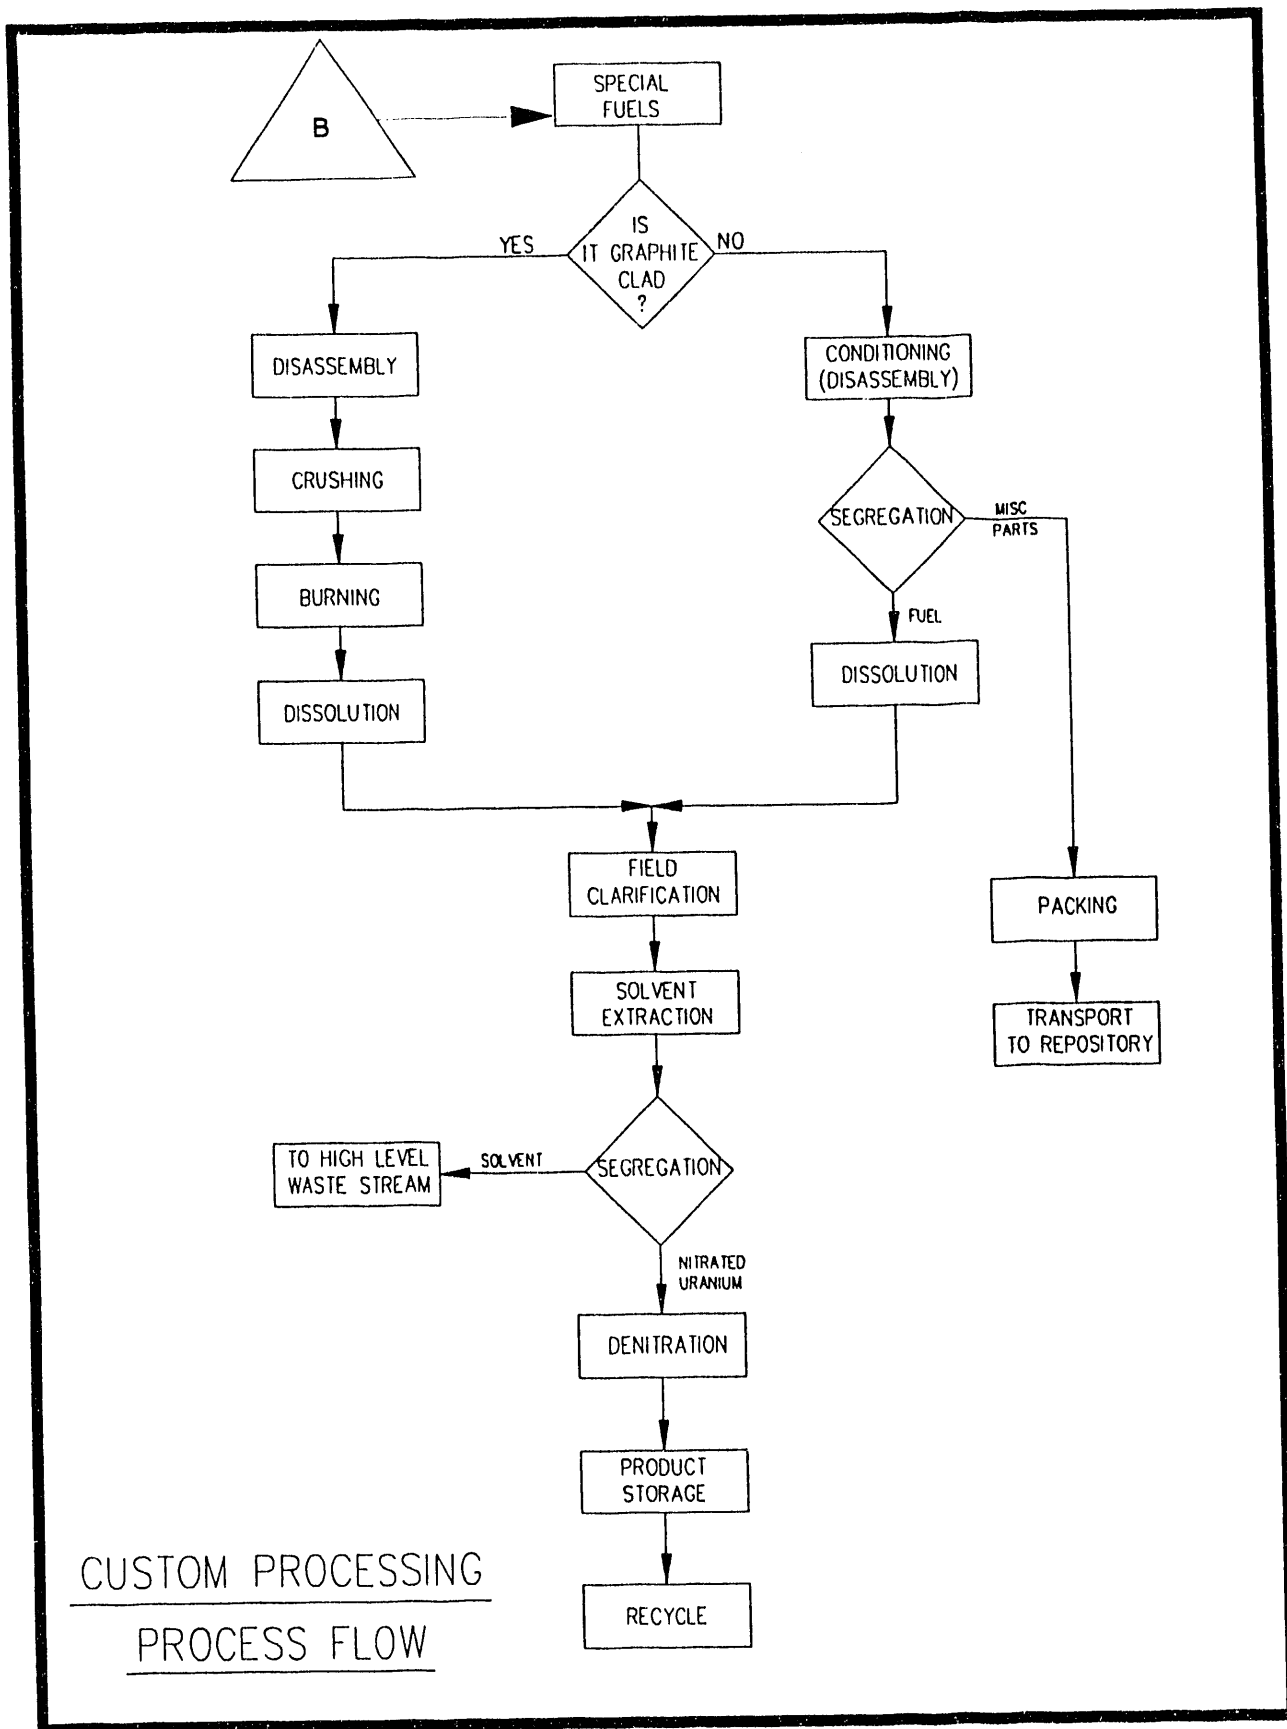 B
SPECIAL
FUELS
IS
IT GRAPHITE
CLAD
?
YES
NO
DISASSEMBLY
CRUSHING
BURNING
DISSOLUTION
CONDITIONING
(DISASSEMBLY)
SEGREGATION
MISC
PARTS
FUEL
DISSOLUTION
FIELD
CLARIFICATION
PACKING
SOLVENT
EXTRACTION
TRANSPORT
TO REPOSITORY
SEGREGATION
SOLVENT
TO HIGH LEVEL
WASTE STREAM
NITRATED
URANIUM
DENITRATION
PRODUCT
STORAGE
RECYCLE
CUSTOM PROCESSING
PROCESS FLOW